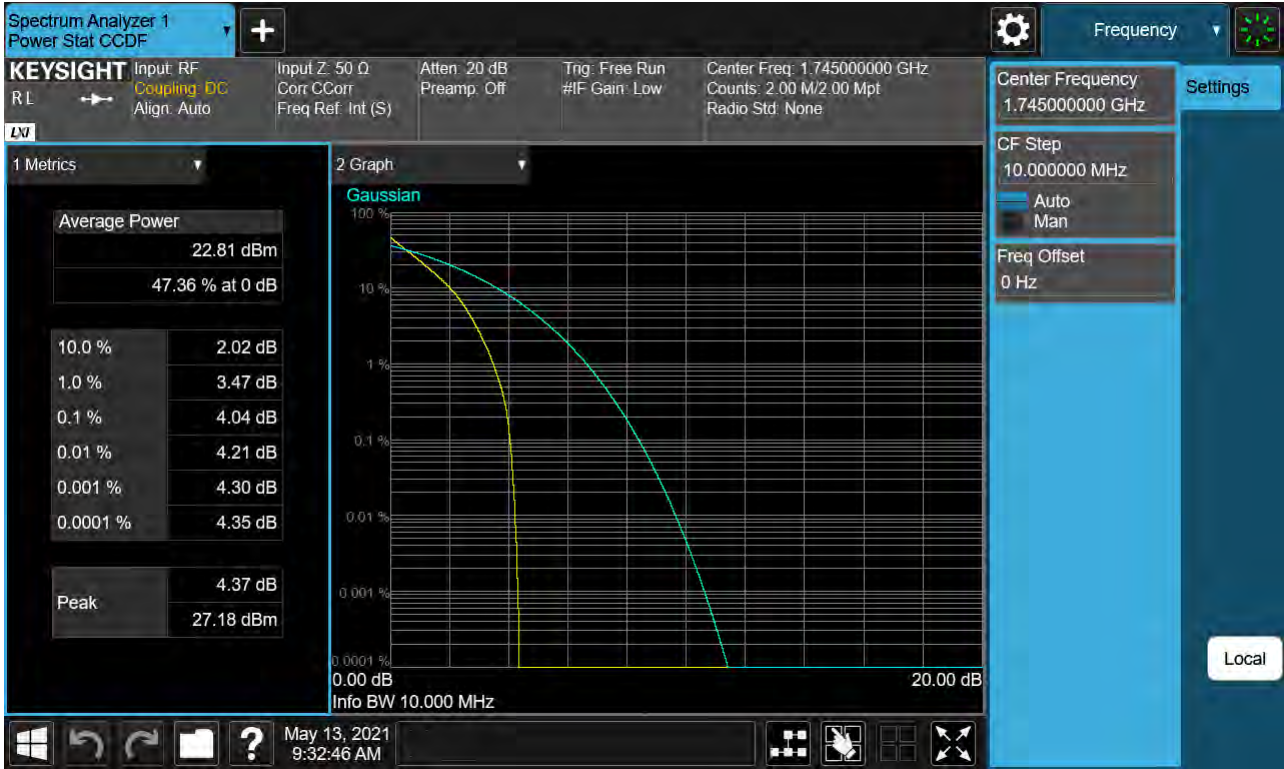 Spectrum Analyzer 1
Power Stat CCDF
Frequency
KEYSIGHT
R L
LXI
Input: RF
Coupling: DC
Align: Auto
Input Z: 50 Ω
Corr CCorr
Freq Ref: Int (S)
Atten: 20 dB
Preamp: Off
Trig: Free Run
#IF Gain: Low
Center Freq: 1.745000000 GHz
Counts: 2.00 M/2.00 Mpt
Radio Std: None
1 Metrics
Average Power
22.81 dBm
47.36 % at 0 dB
10.0 % 2.02 dB
1.0 % 3.47 dB
0.1 % 4.04 dB
0.01 % 4.21 dB
0.001 % 4.30 dB
0.0001 % 4.35 dB
Peak
4.37 dB
27.18 dBm
2 Graph
Gaussian
100 %
10 %
1 %
0.1 %
0.01 %
0.001 %
0.0001 %
0.00 dB 20.00 dB
Info BW 10.000 MHz
Center Frequency
1.745000000 GHz
CF Step
10.000000 MHz
Auto
Man
Freq Offset
0 Hz
Settings
Local
May 13, 2021
9:32:46 AM